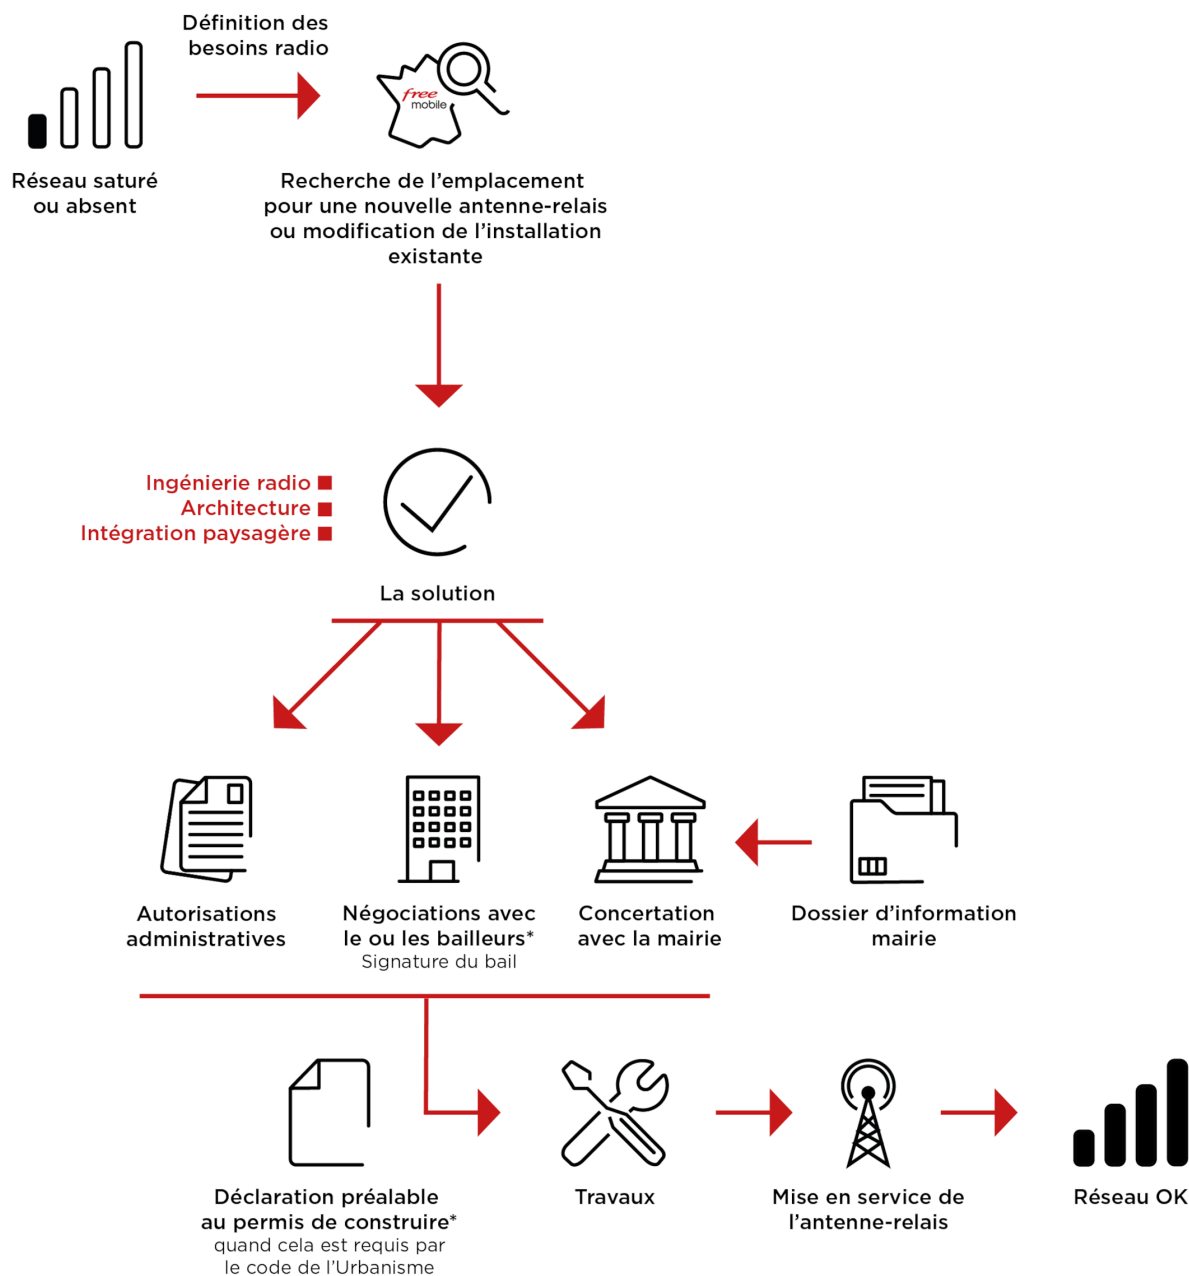 Définition des
besoins radio
free
mobile
Réseau saturé
ou absent
Recherche de l’emplacement
pour une nouvelle antenne-relais
ou modification de l’installation
existante
Ingénierie radio
Architecture
Intégration paysagère
La solution
Autorisations
administratives
Négociations avec
le ou les bailleurs*
Signature du bail
Concertation
avec la mairie
Dossier d’information
mairie
Déclaration préalable
au permis de construire*
quand cela est requis par
le code de l’Urbanisme
Travaux
Mise en service de
l’antenne-relais
Réseau OK